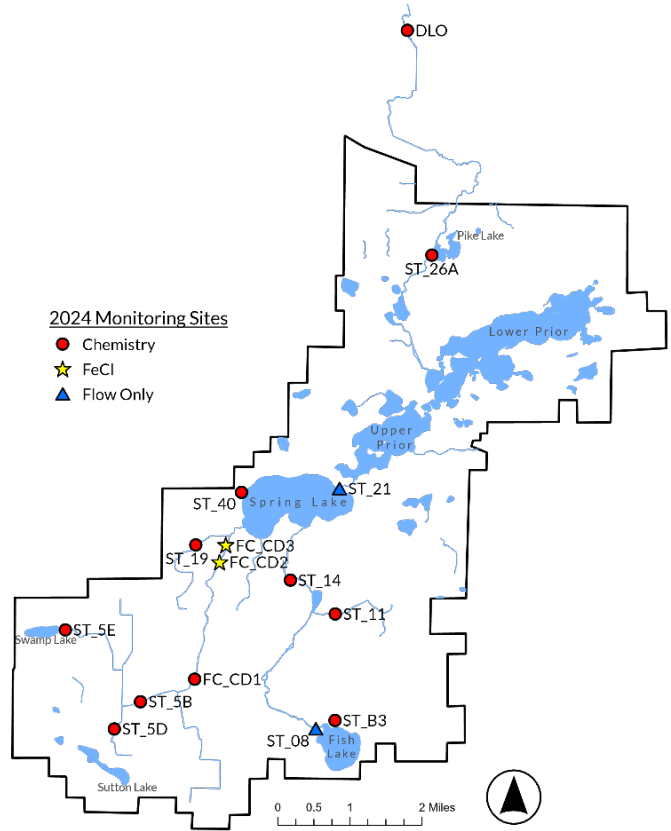 DLO
Pike Lake
ST_26A
2024 Monitoring Sites
Chemistry
FeCl
Flow Only
Lower Prior
Upper
Prior
ST_21
ST_40
Spring Lake
FC_CD3
ST_19
FC_CD2
ST_14
ST_11
ST_5E
Swamp Lake
FC_CD1
ST_5B
ST_B3
ST_5D
ST_08
Fish
Lake
Sutton Lake
0 0.5 1 2 Miles